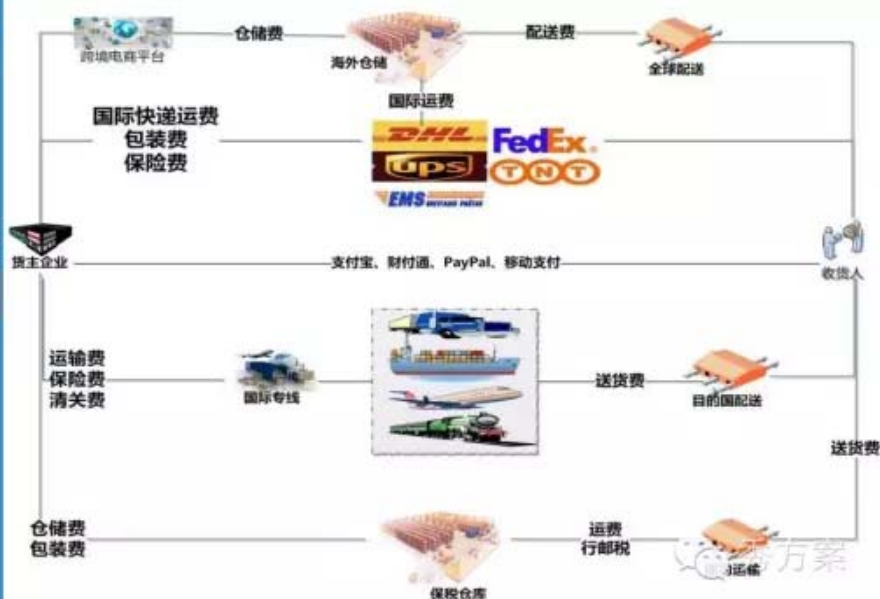 跨境电商平台
仓储费
海外仓储
配送费
全球配送
国际运费
国际快递运费
包装费
保险费
DHL
FedEx
ups
TNT
EMS
货主企业
支付宝、财付通、PayPal、移动支付
收货人
运输费
保险费
清关费
国际专线
送货费
目的国配送
送货费
仓储费
包装费
保税仓库
运费
行邮税
运输
秀方案